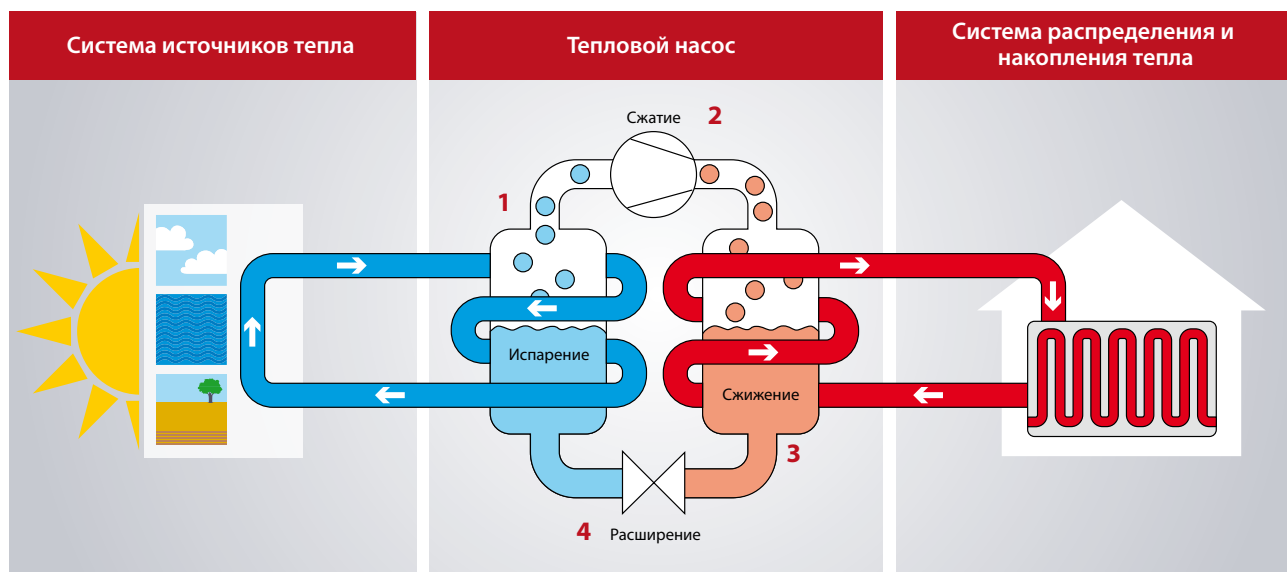 Система источников тепла
Тепловой насос
Система распределения и
накопления тепла
Сжатие 2
1
Испарение
Сжижение
3
4 Расширение